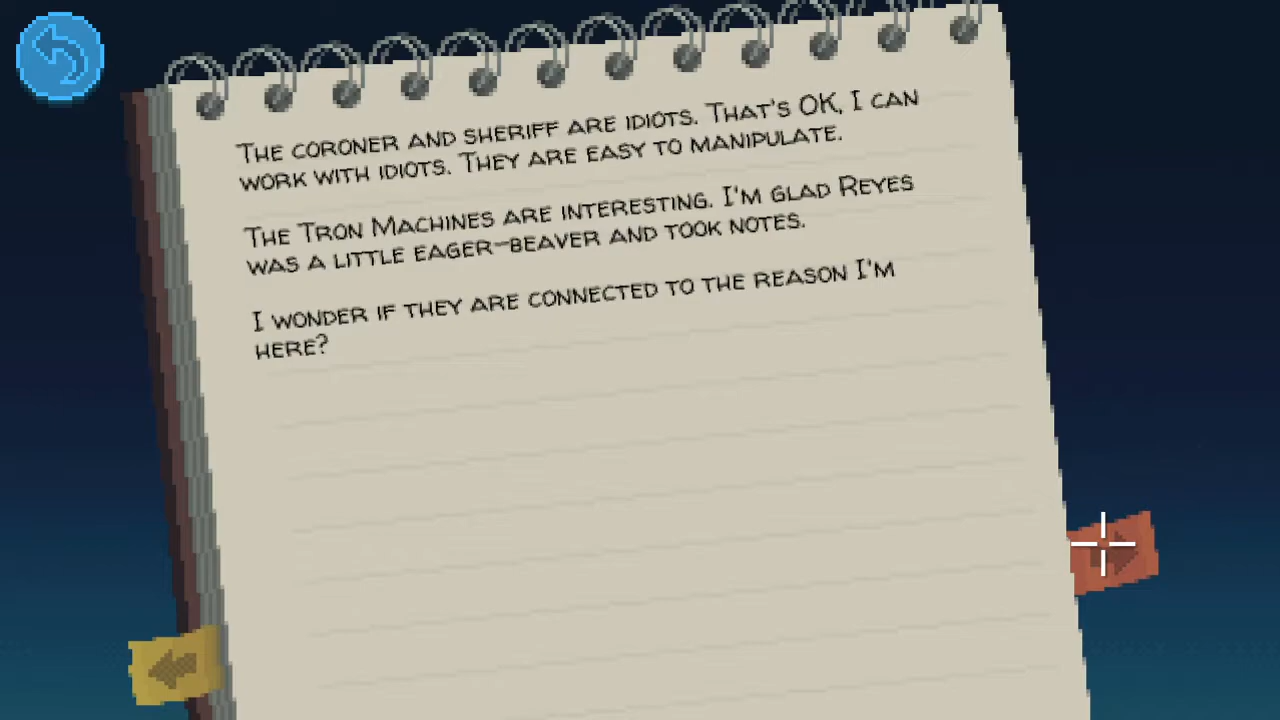 The coroner and sheriff are idiots. That's OK, I can
work with idiots. They are easy to manipulate.
The Tron Machines are interesting. I'm glad Reyes
was a little eager-beaver and took notes.
I wonder if they are connected to the reason I'm
here?